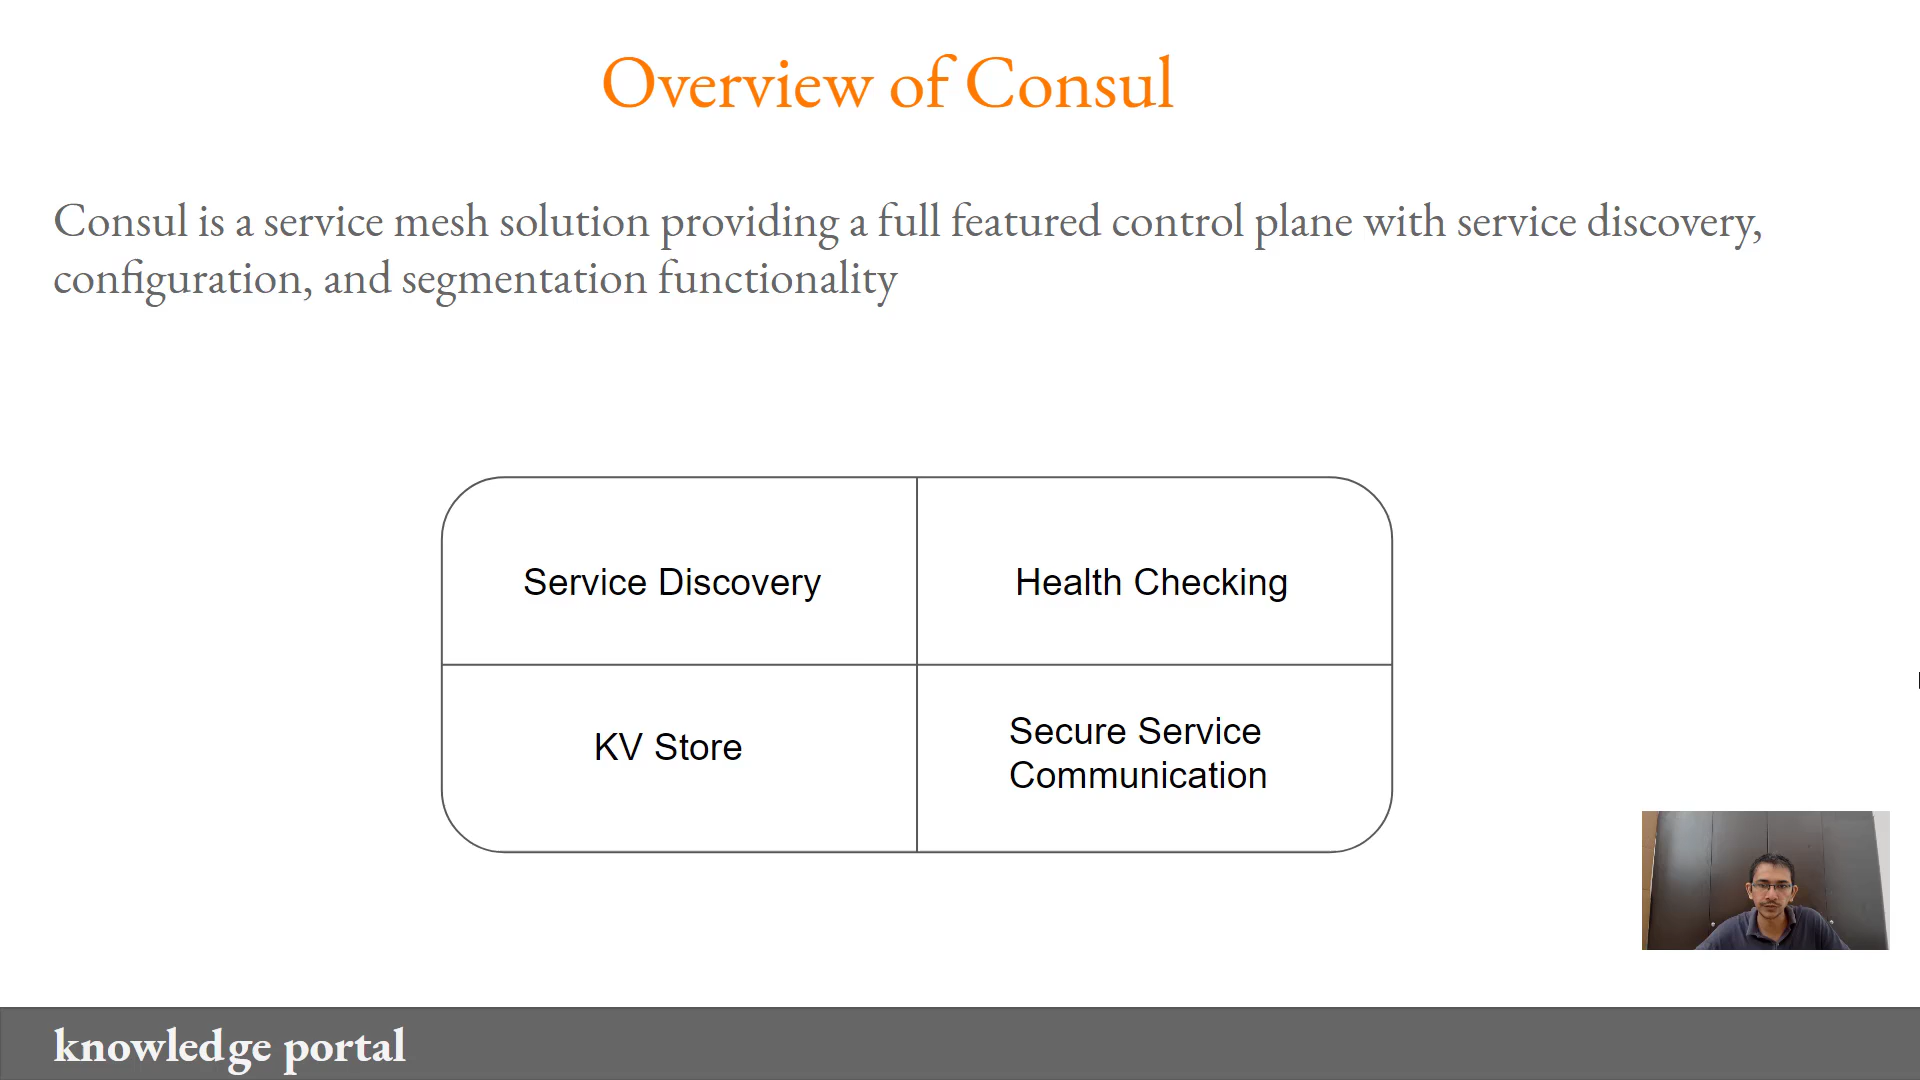 Overview of Consul
Consul is a service mesh solution providing a full featured control plane with service discovery,
configuration, and segmentation functionality
Service Discovery
Health Checking
KV Store
Secure Service
Communication
knowledge portal